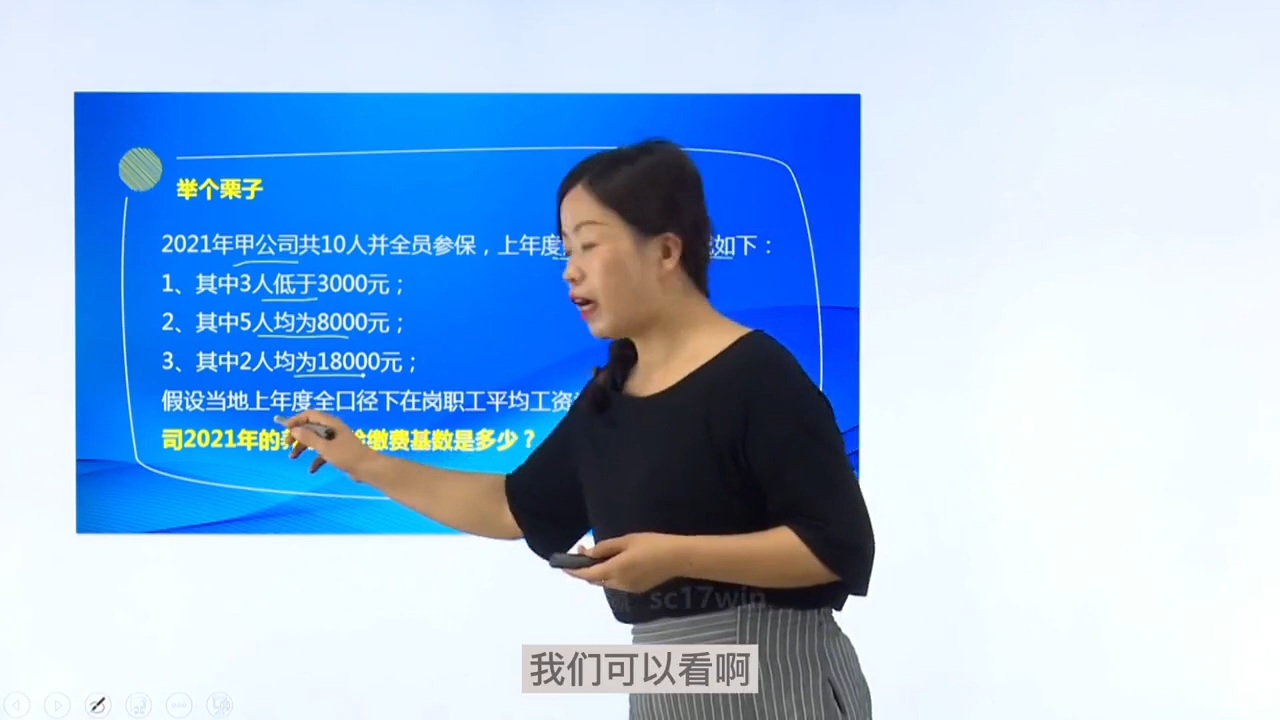 举个栗子
2021年甲公司共10人并全员参保，上年度如下：
1、其中3人低于3000元；
2、其中5人均为8000元；
3、其中2人均为18000元；
假设当地上年度全口径下在岗职工平均工资
司2021年的缴费基数是多少？
sc17win
我们可以看啊